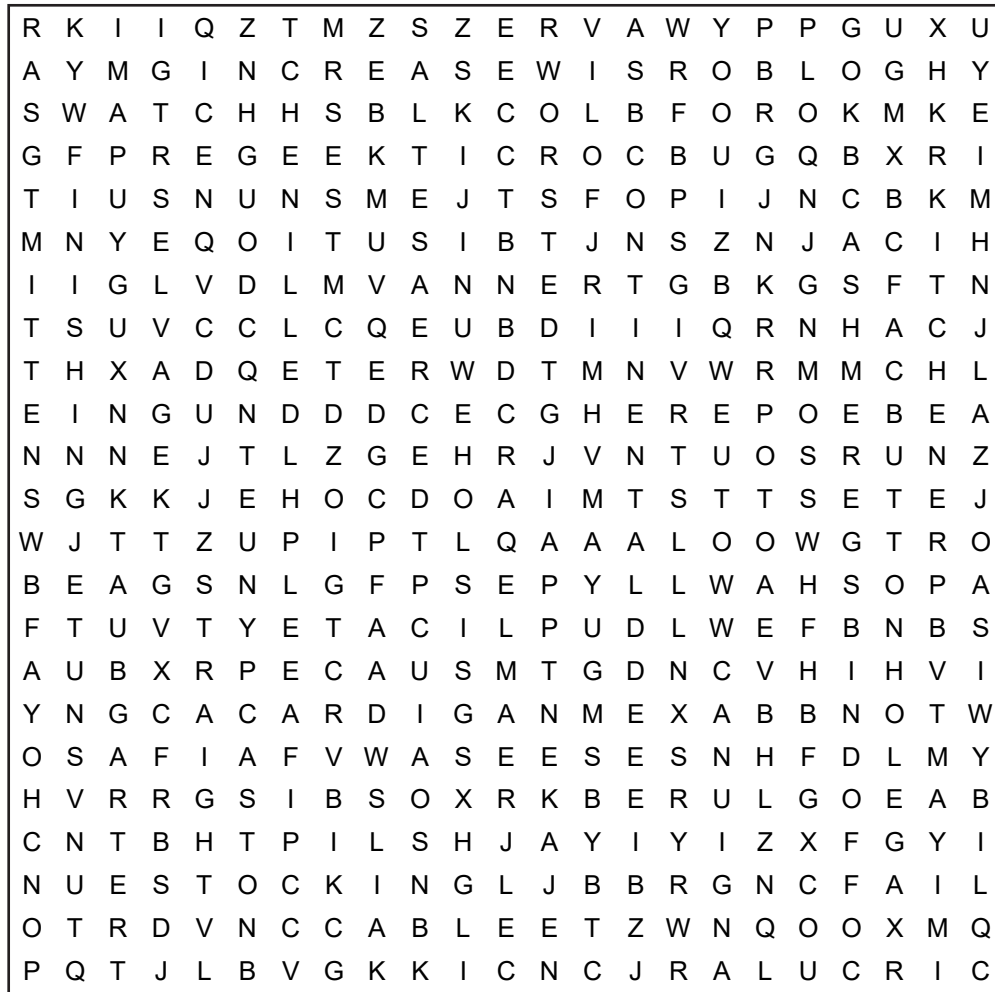 R K I I Q Z T M Z S Z E R V A W Y P P G U X U
A Y M G I N C R E A S E W I S R O B L O G H Y
S W A T C H H S B L K C O L B F O R O K M K E
G F P R E G E E K T I C R O C B U G Q B X R I
T I U S N U N S M E J T S F O P I J N C B K M
M N Y E Q O I T U S I B T J N S Z N J A C I H
I I G L V D L M V A N N E R T G B K G S F T N
T S U V C C L C Q E U B D I I I Q R N H A C J
T H X A D Q E T E R W D T M N V W R M M C H L
E I N G U N D D D C E C G H E R E P O E B E A
N N N E J T L Z G E H R J V N T U O S R U N Z
S G K K J E H O C D O A I M T S T T S E T E J
W J T T Z U P I P T L Q A A A L O O W G T R O
B E A G S N L G F P S E P Y L L W A H S O P A
F T U V T Y E T A C I L P U D L W E F B N B S
A U B X R P E C A U S M T G D N C V H I H V I
Y N G C A C A R D I G A N M E X A B B N O T W
O S A F I A F V W A S E E S E S N H F D L M Y
H V R R G S I B S O X R K B E R U L G O E A B
C N T B H T P I L S H J A Y I Y I Z X F G Y I
N U E S T O C K I N G L J B B R G N C F A I L
O T R D V N C C A B L E E T Z W N Q O O X M Q
P Q T J L B V G K K I C N C J R A L U C R I C